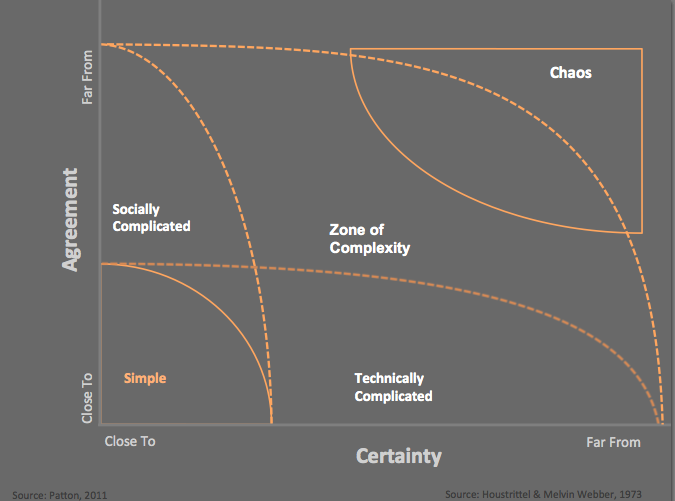 Far From
Chaos
Agreement
Socially
Complicated
Zone of
Complexity
Simple
Technically
Complicated
Close To
Close To
Far From
Certainty
Source: Patton, 2011
Source: Houstrittel & Melvin Webber, 1973